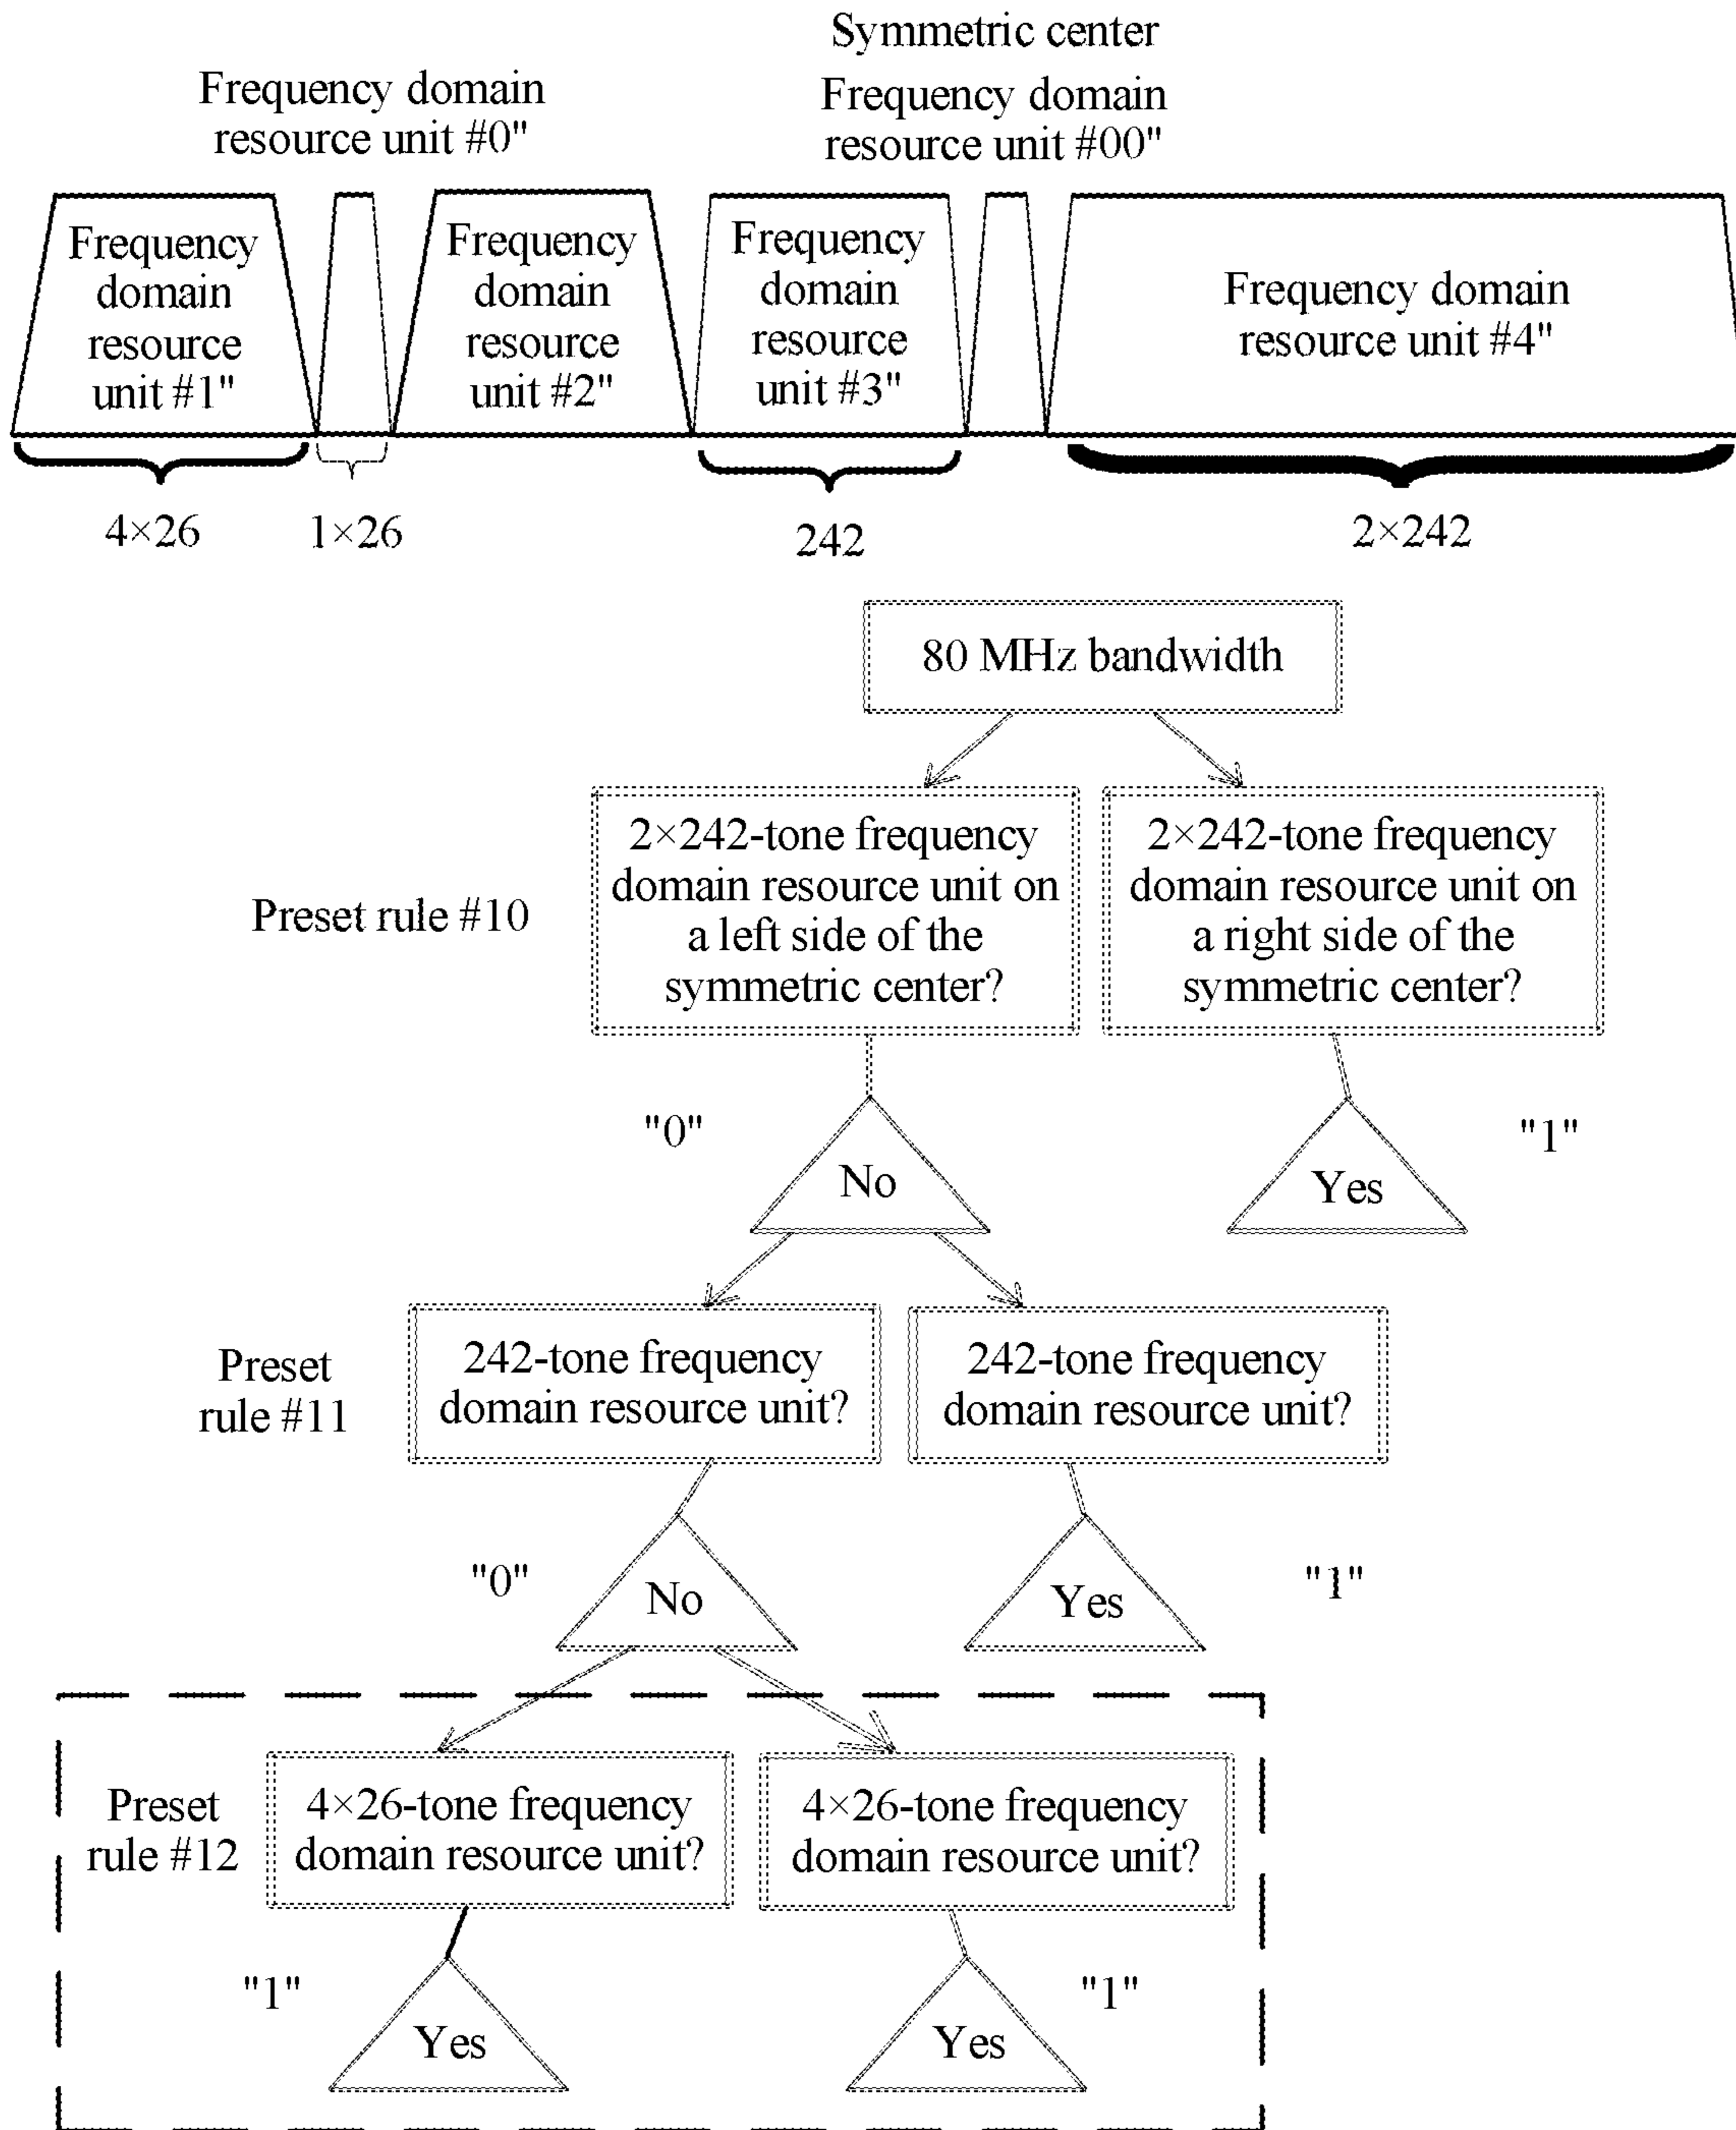 Symmetric center
Frequency domain
resource unit #0"
Frequency domain
resource unit #00"
Frequency
domain
resource
unit #1"
Frequency
domain
resource
unit #2"
Frequency
domain
resource
unit #3"
Frequency domain
resource unit #4"
4×26
1×26
242
2×242
80 MHz bandwidth
Preset rule #10
2×242-tone frequency
domain resource unit on
a left side of the
symmetric center?
2×242-tone frequency
domain resource unit on
a right side of the
symmetric center?
"0"
No
Yes
"1"
Preset
rule #11
242-tone frequency
domain resource unit?
242-tone frequency
domain resource unit?
"0"
No
Yes
"1"
Preset
rule #12
4×26-tone frequency
domain resource unit?
4×26-tone frequency
domain resource unit?
"1"
Yes
Yes
"1"